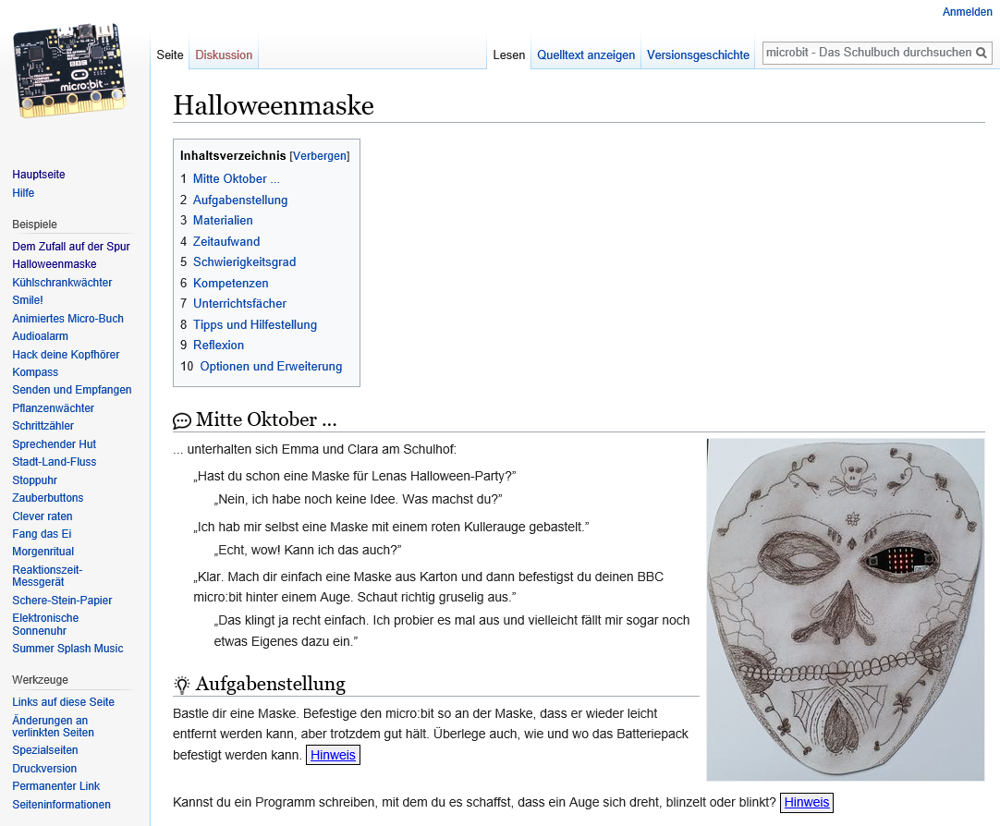 Anmelden
micro:bit
Seite Diskussion Lesen Quelltext anzeigen Versionsgeschichte microbit - Das Schulbuch durchsuchen
Hauptseite
Hilfe
Beispiele
Dem Zufall auf der Spur
Halloweenmaske
Kühlschrankwächter
Smile!
Animiertes Micro-Buch
Audioalarm
Hack deine Kopfhörer
Kompass
Senden und Empfangen
Pflanzenwächter
Schrittzähler
Sprechender Hut
Stadt-Land-Fluss
Stoppuhr
Zauberbuttons
Clever raten
Fang das Ei
Morgenritual
Reaktionszeit-
Messgerät
Schere-Stein-Papier
Elektronische
Sonnenuhr
Summer Splash Music
Werkzeuge
Links auf diese Seite
Änderungen an
verlinkten Seiten
Spezialseiten
Druckversion
Permanenter Link
Seiteninformationen
Halloweenmaske
Inhaltsverzeichnis [Verbergen]
1 Mitte Oktober ...
2 Aufgabenstellung
3 Materialien
4 Zeitaufwand
5 Schwierigkeitsgrad
6 Kompetenzen
7 Unterrichtsfächer
8 Tipps und Hilfestellung
9 Reflexion
10 Optionen und Erweiterung
Mitte Oktober ...
... unterhalten sich Emma und Clara am Schulhof:
„Hast du schon eine Maske für Lenas Halloween-Party?”
„Nein, ich habe noch keine Idee. Was machst du?”
„Ich hab mir selbst eine Maske mit einem roten Kullerauge gebastelt.”
„Echt, wow! Kann ich das auch?”
„Klar. Mach dir einfach eine Maske aus Karton und dann befestigst du deinen BBC
micro:bit hinter einem Auge. Schaut richtig gruselig aus.”
„Das klingt ja recht einfach. Ich probier es mal aus und vielleicht fällt mir sogar noch
etwas Eigenes dazu ein.”
Aufgabenstellung
Bastle dir eine Maske. Befestige den micro:bit so an der Maske, dass er wieder leicht
entfernt werden kann, aber trotzdem gut hält. Überlege auch, wie und wo das Batteriepack
befestigt werden kann. Hinweis
Kannst du ein Programm schreiben, mit dem du es schaffst, dass ein Auge sich dreht, blinzelt oder blinkt? Hinweis